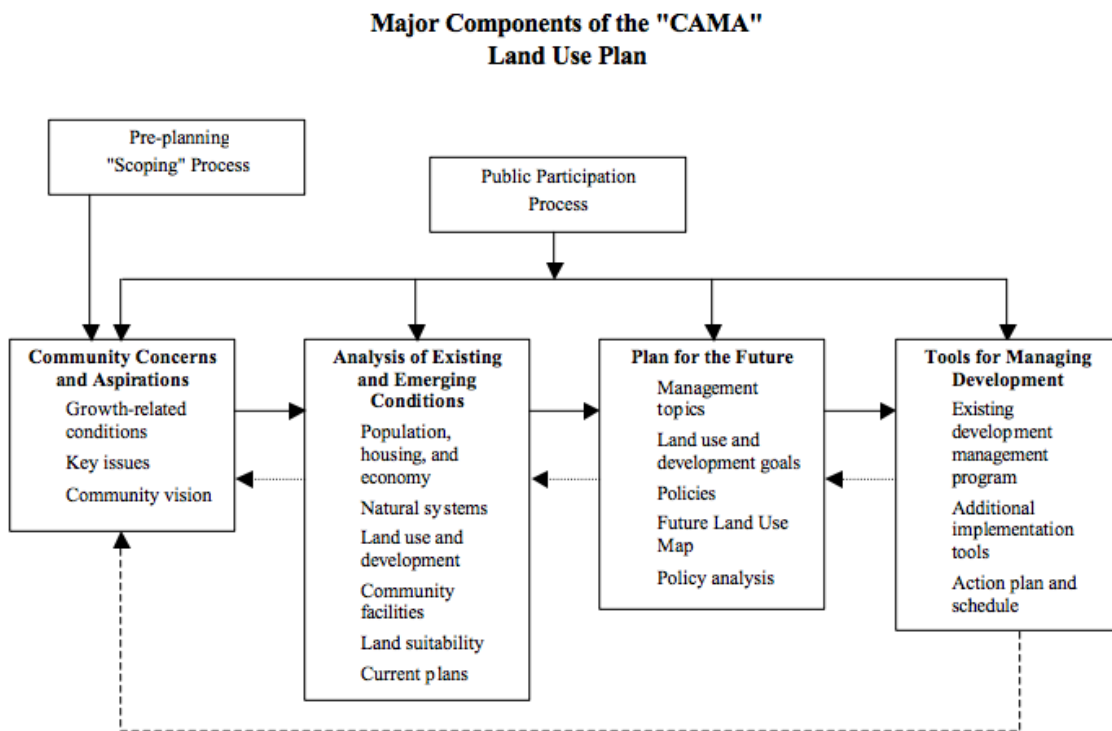 Major Components of the "CAMA"
Land Use Plan
Pre-planning
"Scoping" Process
Public Participation
Process
Community Concerns
and Aspirations
Growth-related
conditions
Key issues
Community vision
Analysis of Existing
and Emerging
Conditions
Population,
housing, and
economy
Natural systems
Land use and
development
Community
facilities
Land suitability
Current plans
Plan for the Future
Management
topics
Land use and
development goals
Policies
Future Land Use
Map
Policy analysis
Tools for Managing
Development
Existing
development
management
program
Additional
implementation
tools
Action plan and
schedule